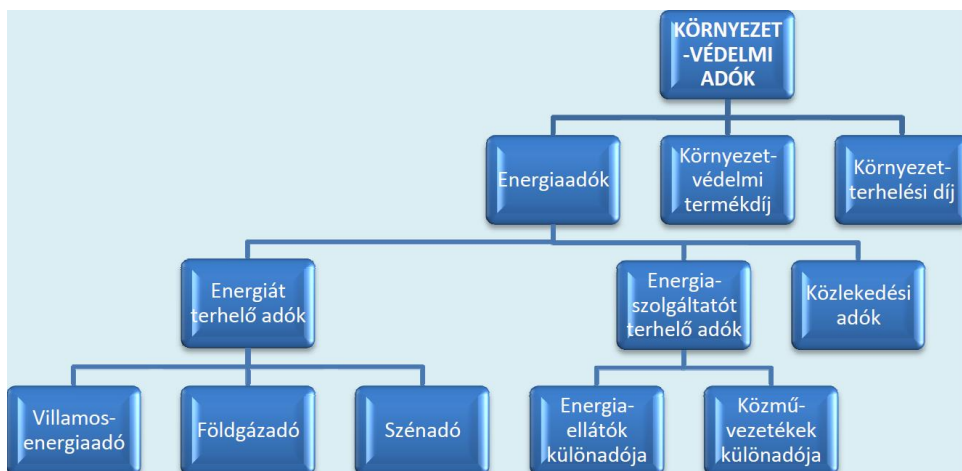 KÖRNYEZET
-VÉDELMI
ADÓK
Energiaadók
Környezet-
védelmi
termékdíj
Környezet-
terhelési díj
Energiát
terhelő adók
Energia-
szolgáltatót
terhelő adók
Közlekedési
adók
Villamos-
energiaadó
Földgázadó
Szénadó
Energia-
ellátók
különadója
Közmű-
vezetékek
különadója